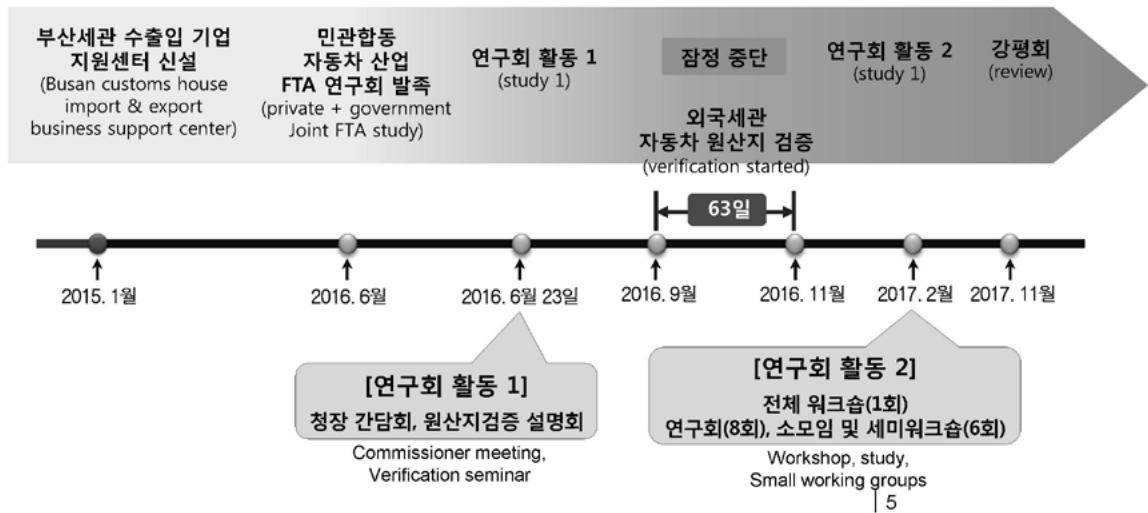 부산세관 수출입 기업
지원센터 신설
(Busan customs house
import & export
business support center)
민관합동
자동차 산업
FTA 연구회 발족
(private + government
Joint FTA study)
연구회 활동 1
(study 1)
잠정 중단
외국세관
자동차 원산지 검증
(verification started)
연구회 활동 2
(study 1)
강평회
(review)
63일
2015. 1월
2016. 6월
2016. 6월 23일
2016. 9월
2016. 11월
2017. 2월
2017. 11월
[연구회 활동 1]
청장 간담회, 원산지검증 설명회
Commissioner meeting,
Verification seminar
[연구회 활동 2]
전체 워크숍(1회)
연구회(8회), 소모임 및 세미워크숍(6회)
Workshop, study,
Small working groups
5